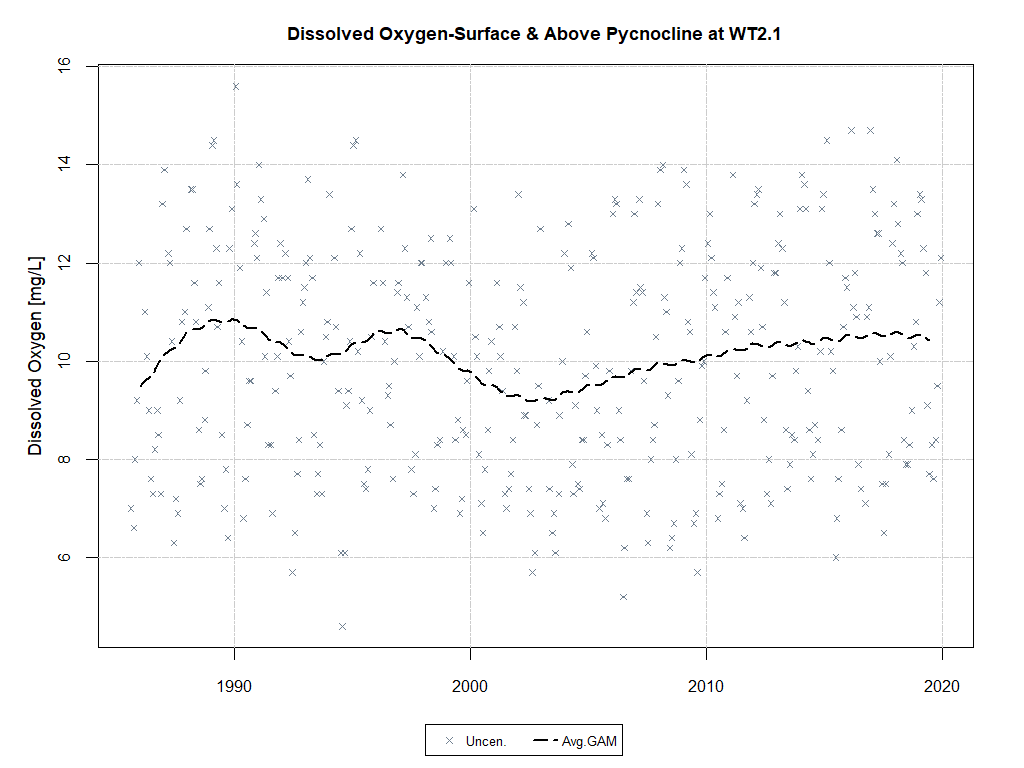 Dissolved Oxygen-Surface & Above Pycnocline at WT2.1
Dissolved Oxygen [mg/L]
16
14
12
10
8
6
1990
2000
2010
2020
Uncen.
Avg.GAM